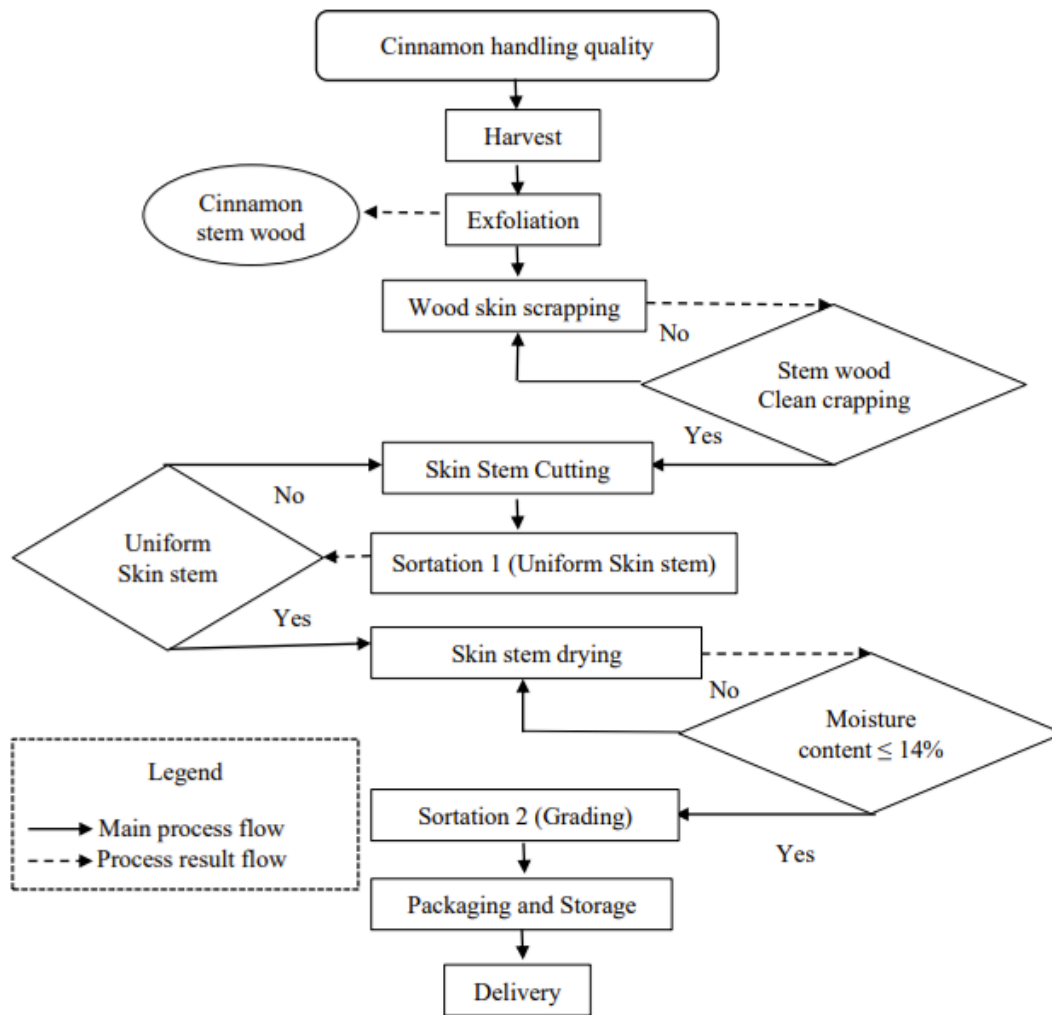 Cinnamon handling quality
Harvest
Cinnamon
stem wood
Exfoliation
Wood skin scrapping
No
Stem wood
Clean crapping
Yes
Skin Stem Cutting
No
Uniform
Skin stem
Sortation 1 (Uniform Skin stem)
Yes
Skin stem drying
No
Moisture
content ≤ 14%
Legend
Main process flow
Process result flow
Sortation 2 (Grading)
Yes
Packaging and Storage
Delivery